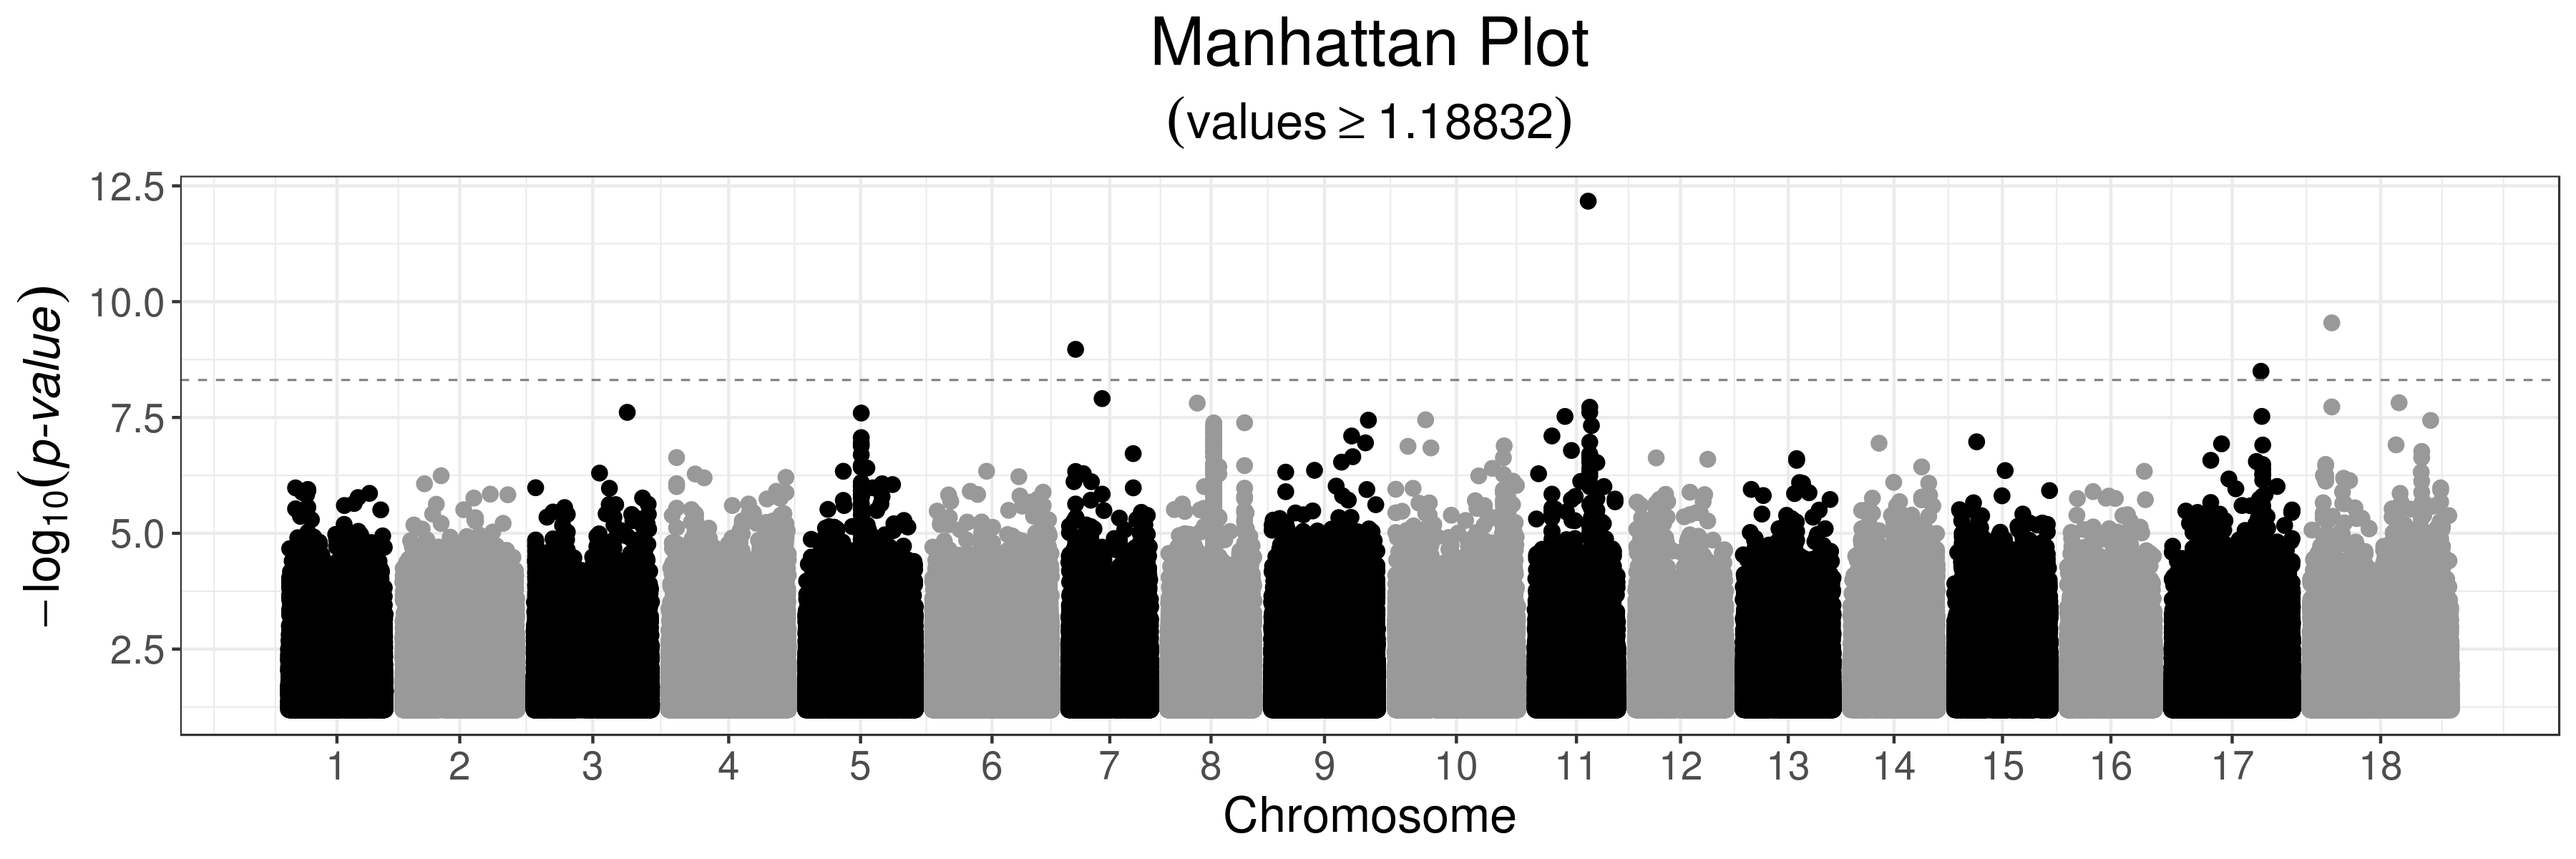 Manhattan Plot
(values ≥ 1.18832)
12.5
10.0
7.5
5.0
2.5
−log10(p-value)
1 2 3 4 5 6 7 8 9 10 11 12 13 14 15 16 17 18
Chromosome